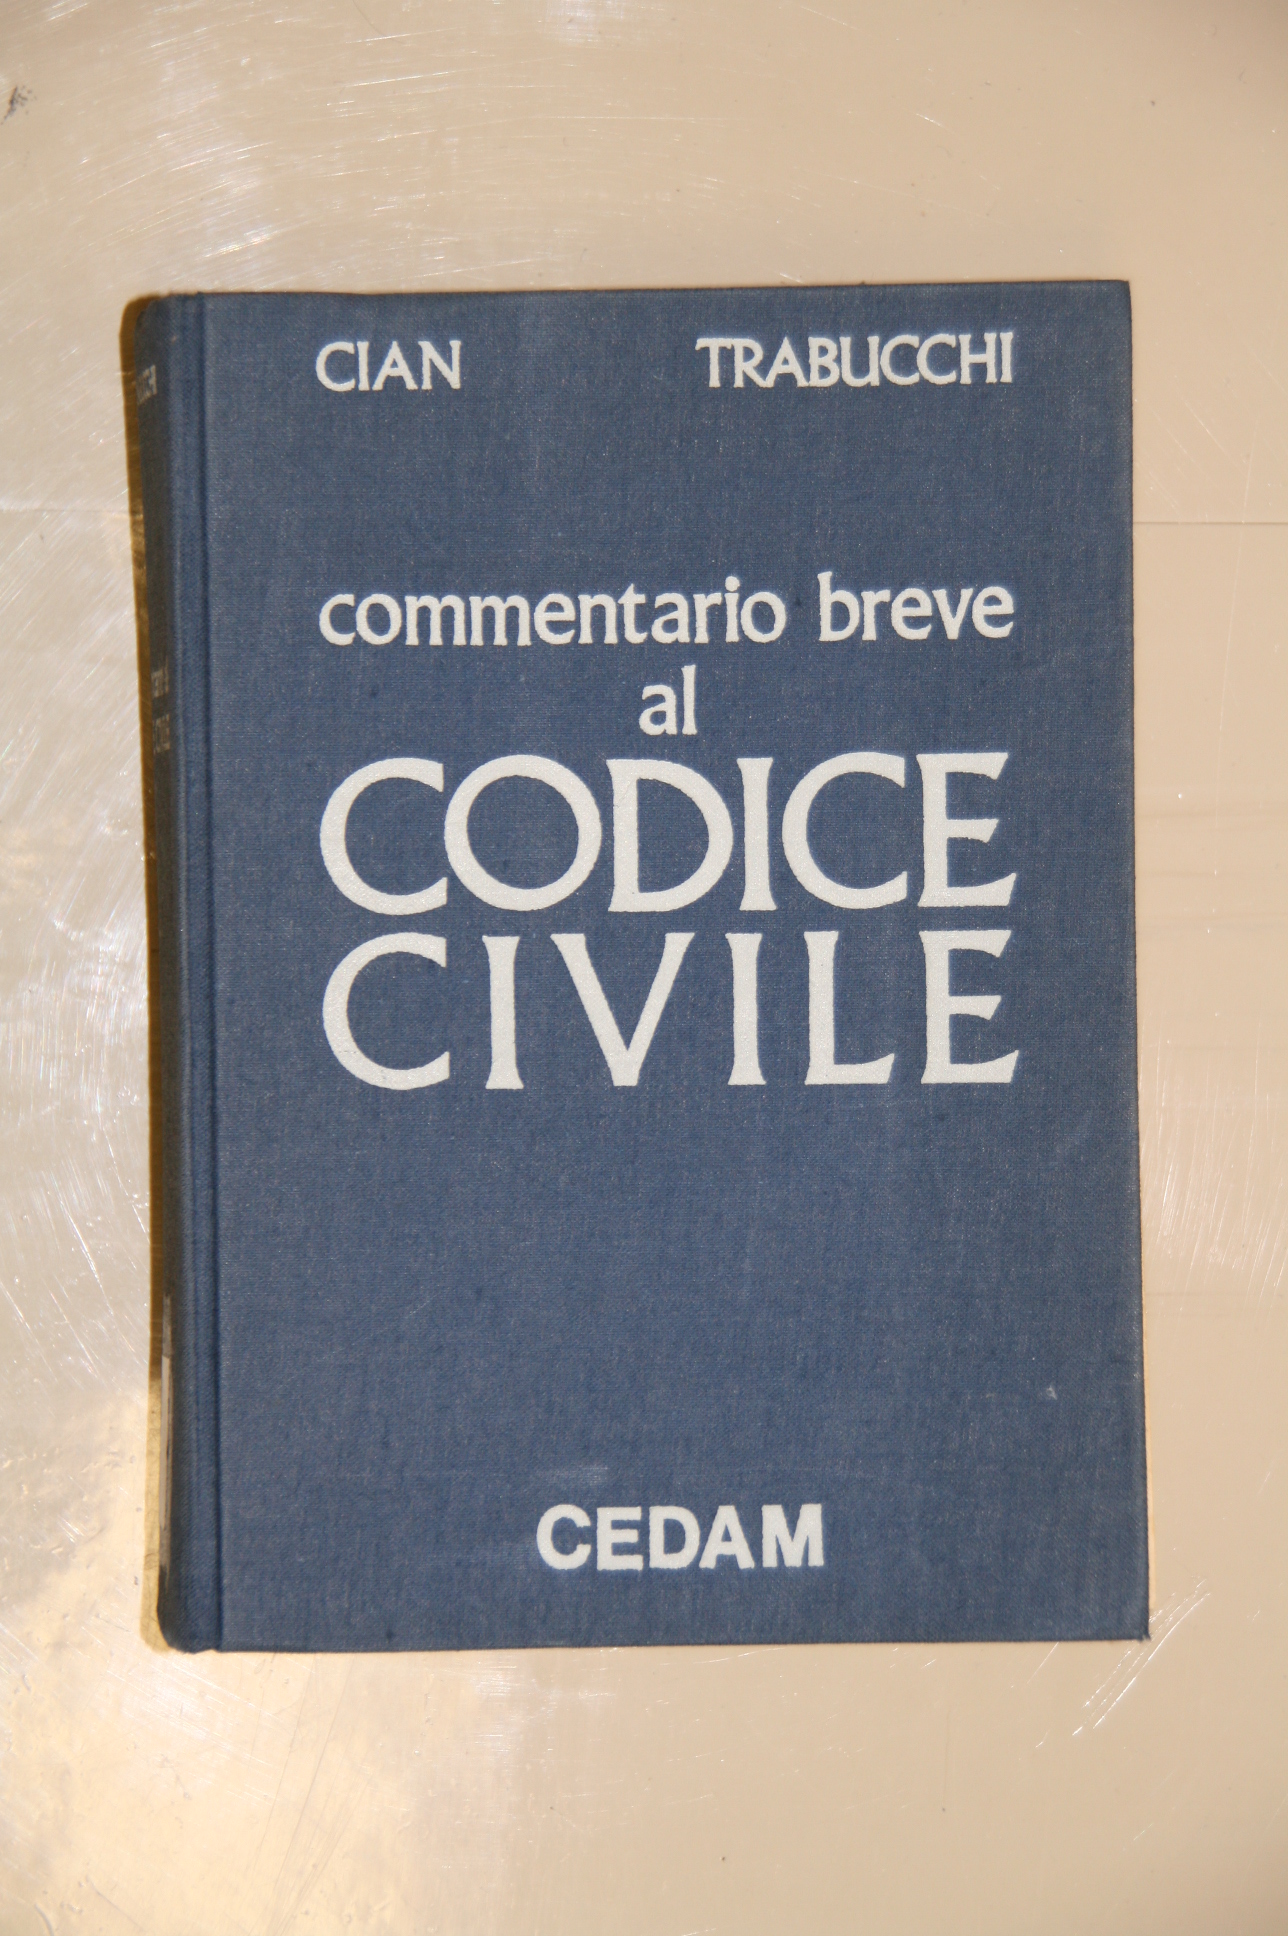 CIAN TRABUCCHI
commentario breve
al
CODICE
CIVILE
CEDAM